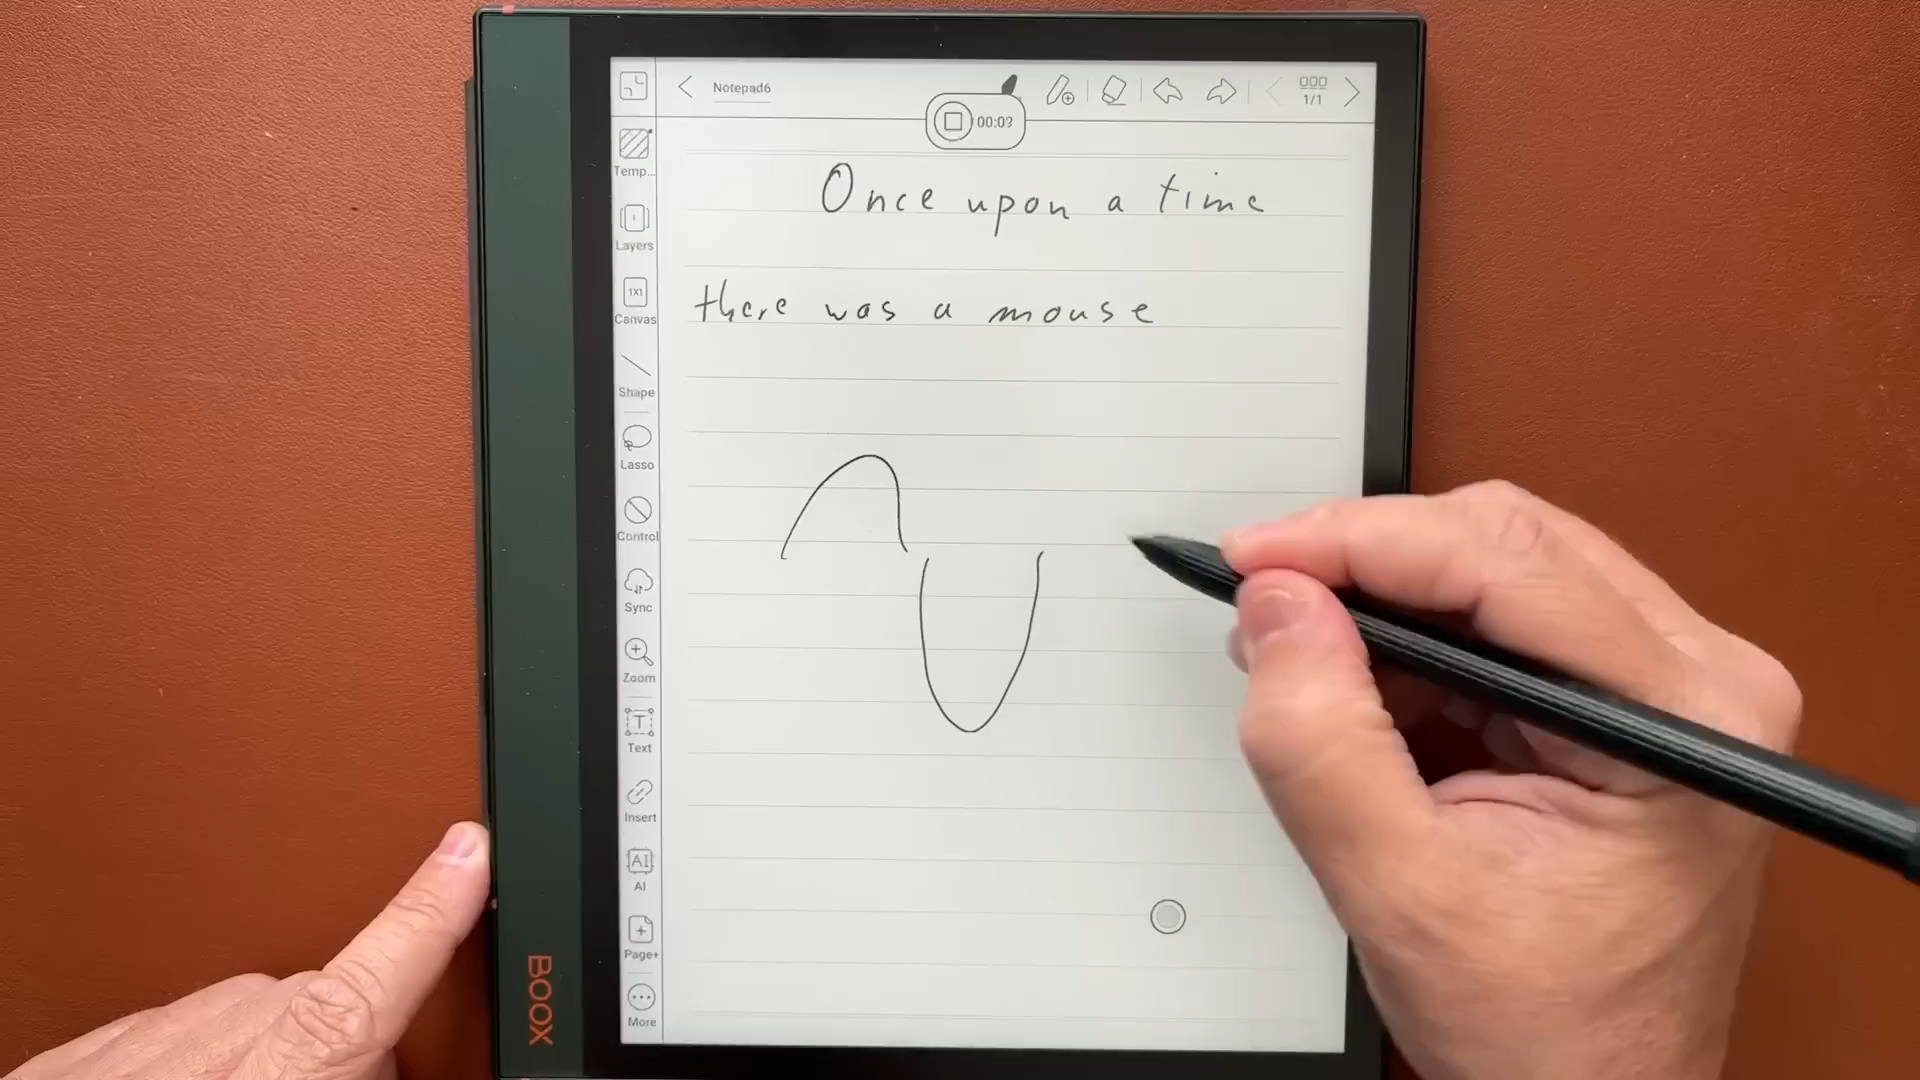 Notepad6
1/1
00:03
Once upon a time
there was a mouse
Temp...
Layers
1X1
Canvas
Shape
Lasso
Control
Sync
Zoom
T
Text
Insert
AI
AI
Page+
More
BOOX